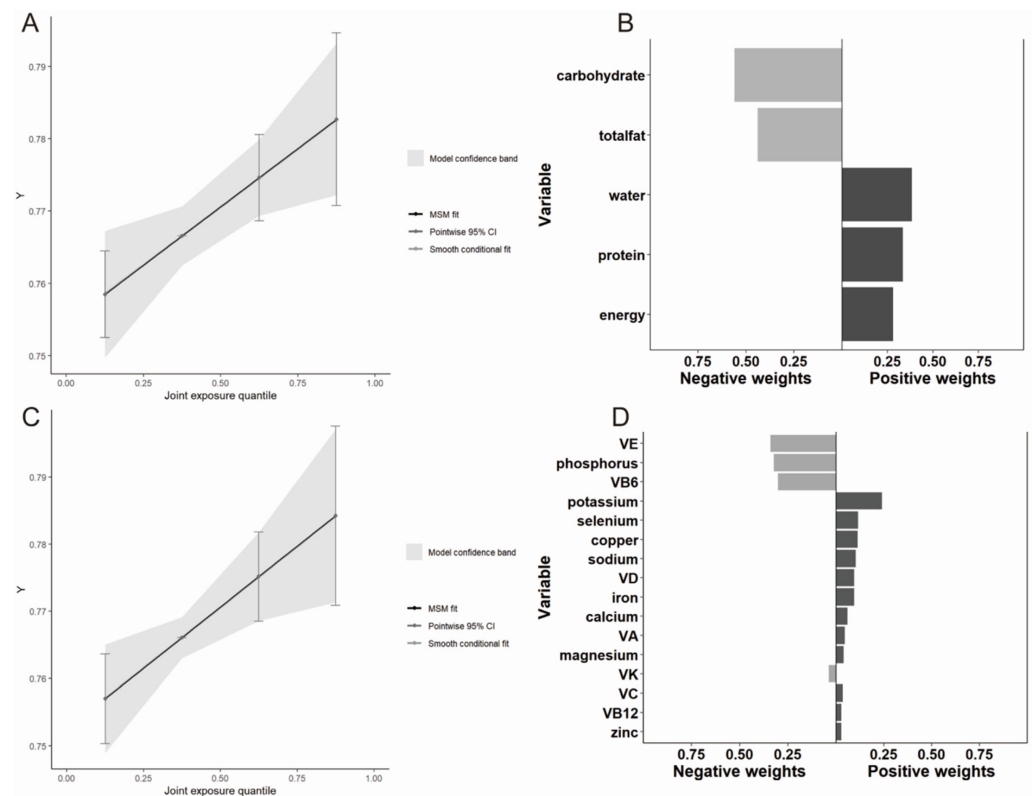 A
0.79
0.78
0.77
0.76
0.75
Y
0.00 0.25 0.50 0.75 1.00
Joint exposure quantile
Model confidence band
MSM fit
Pointwise 95% CI
Smooth conditional fit
B
Variable
carbohydrate
totalfat
water
protein
energy
0.75 0.50 0.25 0.25 0.50 0.75
Negative weights Positive weights
C
0.79
0.78
0.77
0.76
0.75
Y
0.00 0.25 0.50 0.75 1.00
Joint exposure quantile
Model confidence band
MSM fit
Pointwise 95% CI
Smooth conditional fit
D
Variable
VE
phosphorus
VB6
potassium
selenium
copper
sodium
VD
iron
calcium
VA
magnesium
VK
VC
VB12
zinc
0.75 0.50 0.25 0.25 0.50 0.75
Negative weights Positive weights